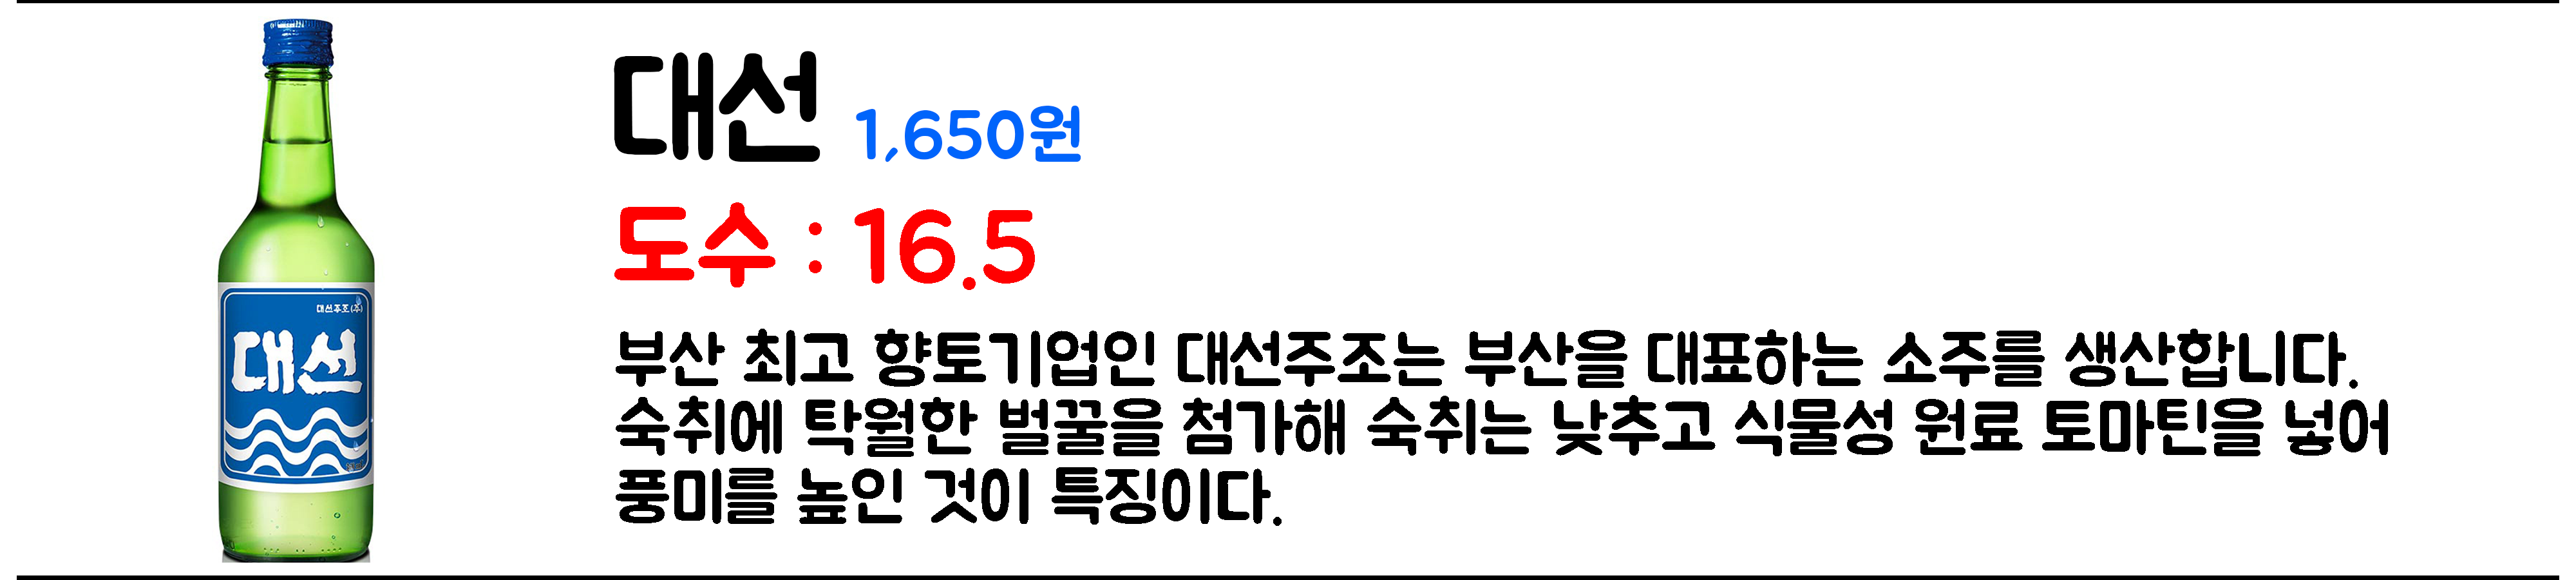 대선 1,650원
도수 : 16.5
부산 최고 향토기업인 대선주조는 부산을 대표하는 소주를 생산합니다.
숙취에 탁월한 벌꿀을 첨가해 숙취는 낮추고 식물성 원료 토마틴을 넣어
풍미를 높인 것이 특징이다.
대선주조(주)
대선